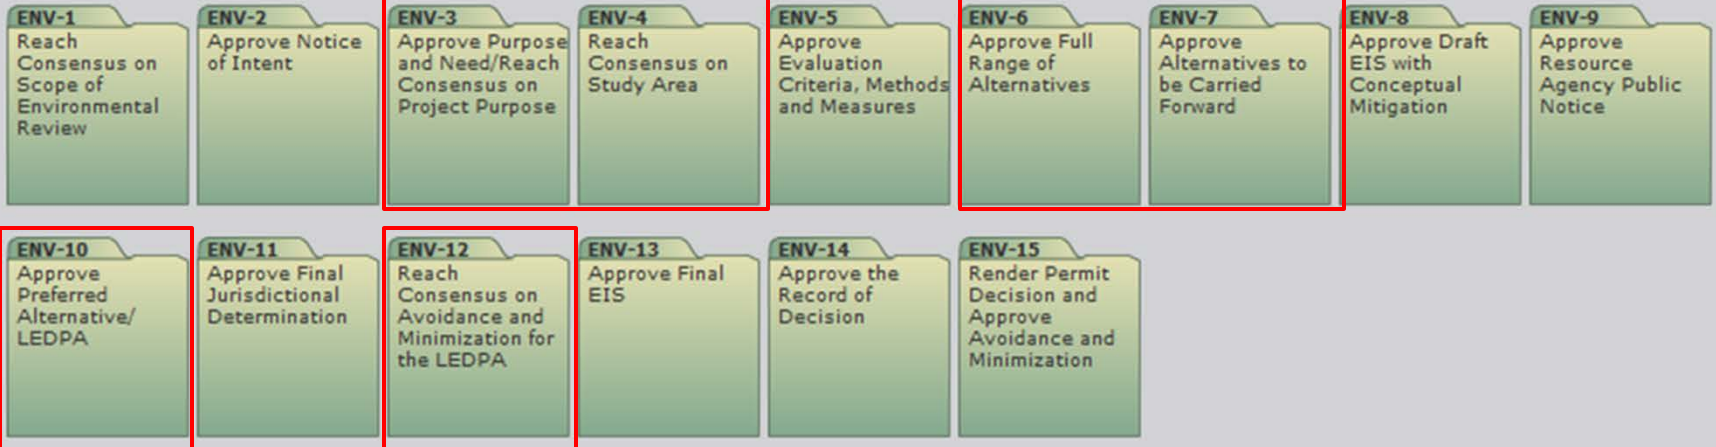 ENV-1
Reach
Consensus on
Scope of
Environmental
Review
ENV-2
Approve Notice
of Intent
ENV-3
Approve Purpose
and Need/Reach
Consensus on
Project Purpose
ENV-4
Reach
Consensus on
Study Area
ENV-5
Approve
Evaluation
Criteria, Methods
and Measures
ENV-6
Approve Full
Range of
Alternatives
ENV-7
Approve
Alternatives to
be Carried
Forward
ENV-8
Approve Draft
EIS with
Conceptual
Mitigation
ENV-9
Approve
Resource
Agency Public
Notice
ENV-10
Approve
Preferred
Alternative/
LEDPA
ENV-11
Approve Final
Jurisdictional
Determination
ENV-12
Reach
Consensus on
Avoidance and
Minimization for
the LEDPA
ENV-13
Approve Final
EIS
ENV-14
Approve the
Record of
Decision
ENV-15
Render Permit
Decision and
Approve
Avoidance and
Minimization